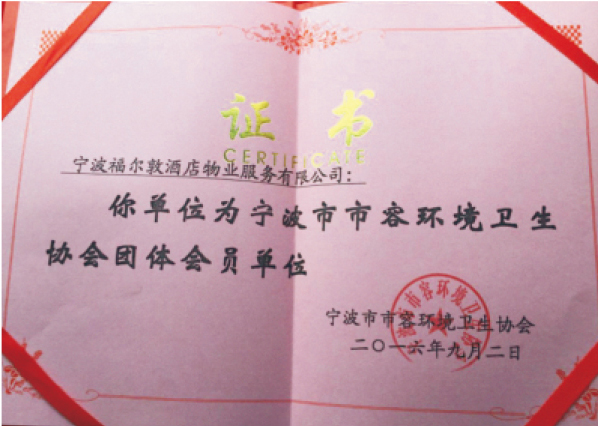 证书
CERTIFICATE
宁波福尔敦酒店物业服务有限公司：
你单位为宁波市市容环境卫生
协会团体会员单位
宁波市市容环境卫生协会
二〇一六年九月二日